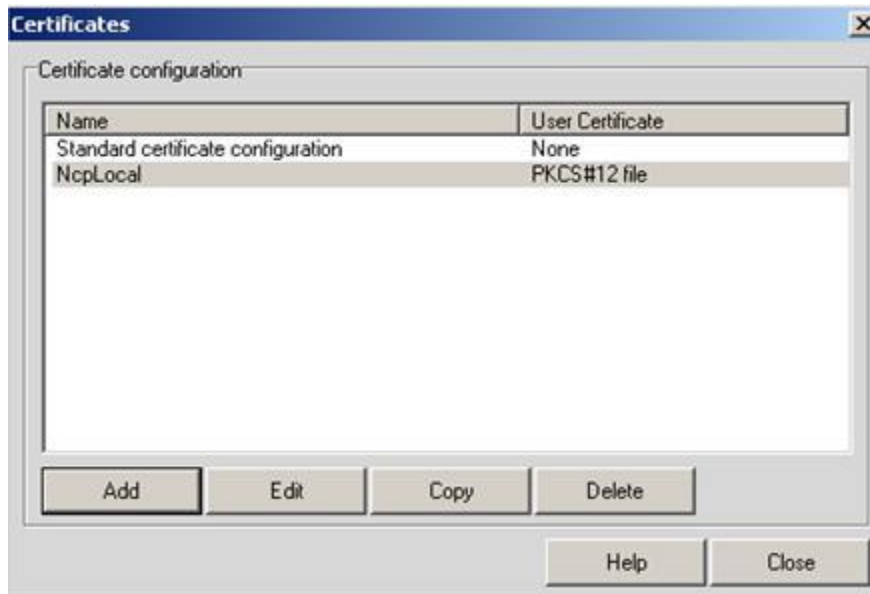 Certificates
Certificate configuration
Name User Certificate
Standard certificate configuration None
NcpLocal PKCS#12 file
Add Edit Copy Delete
Help Close